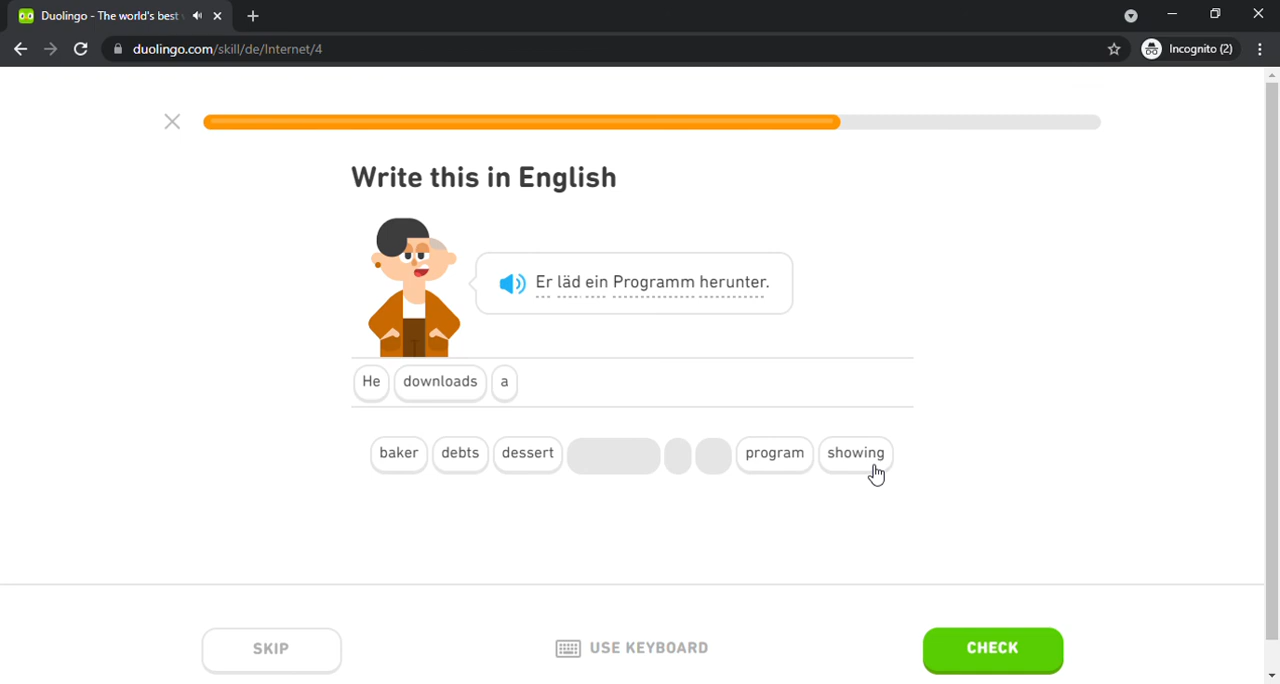 Duolingo - The world's best
duolingo.com/skill/de/Internet/4
Incognito (2)
Write this in English
Er läd ein Programm herunter.
He downloads a
baker debts dessert program showing
SKIP USE KEYBOARD CHECK